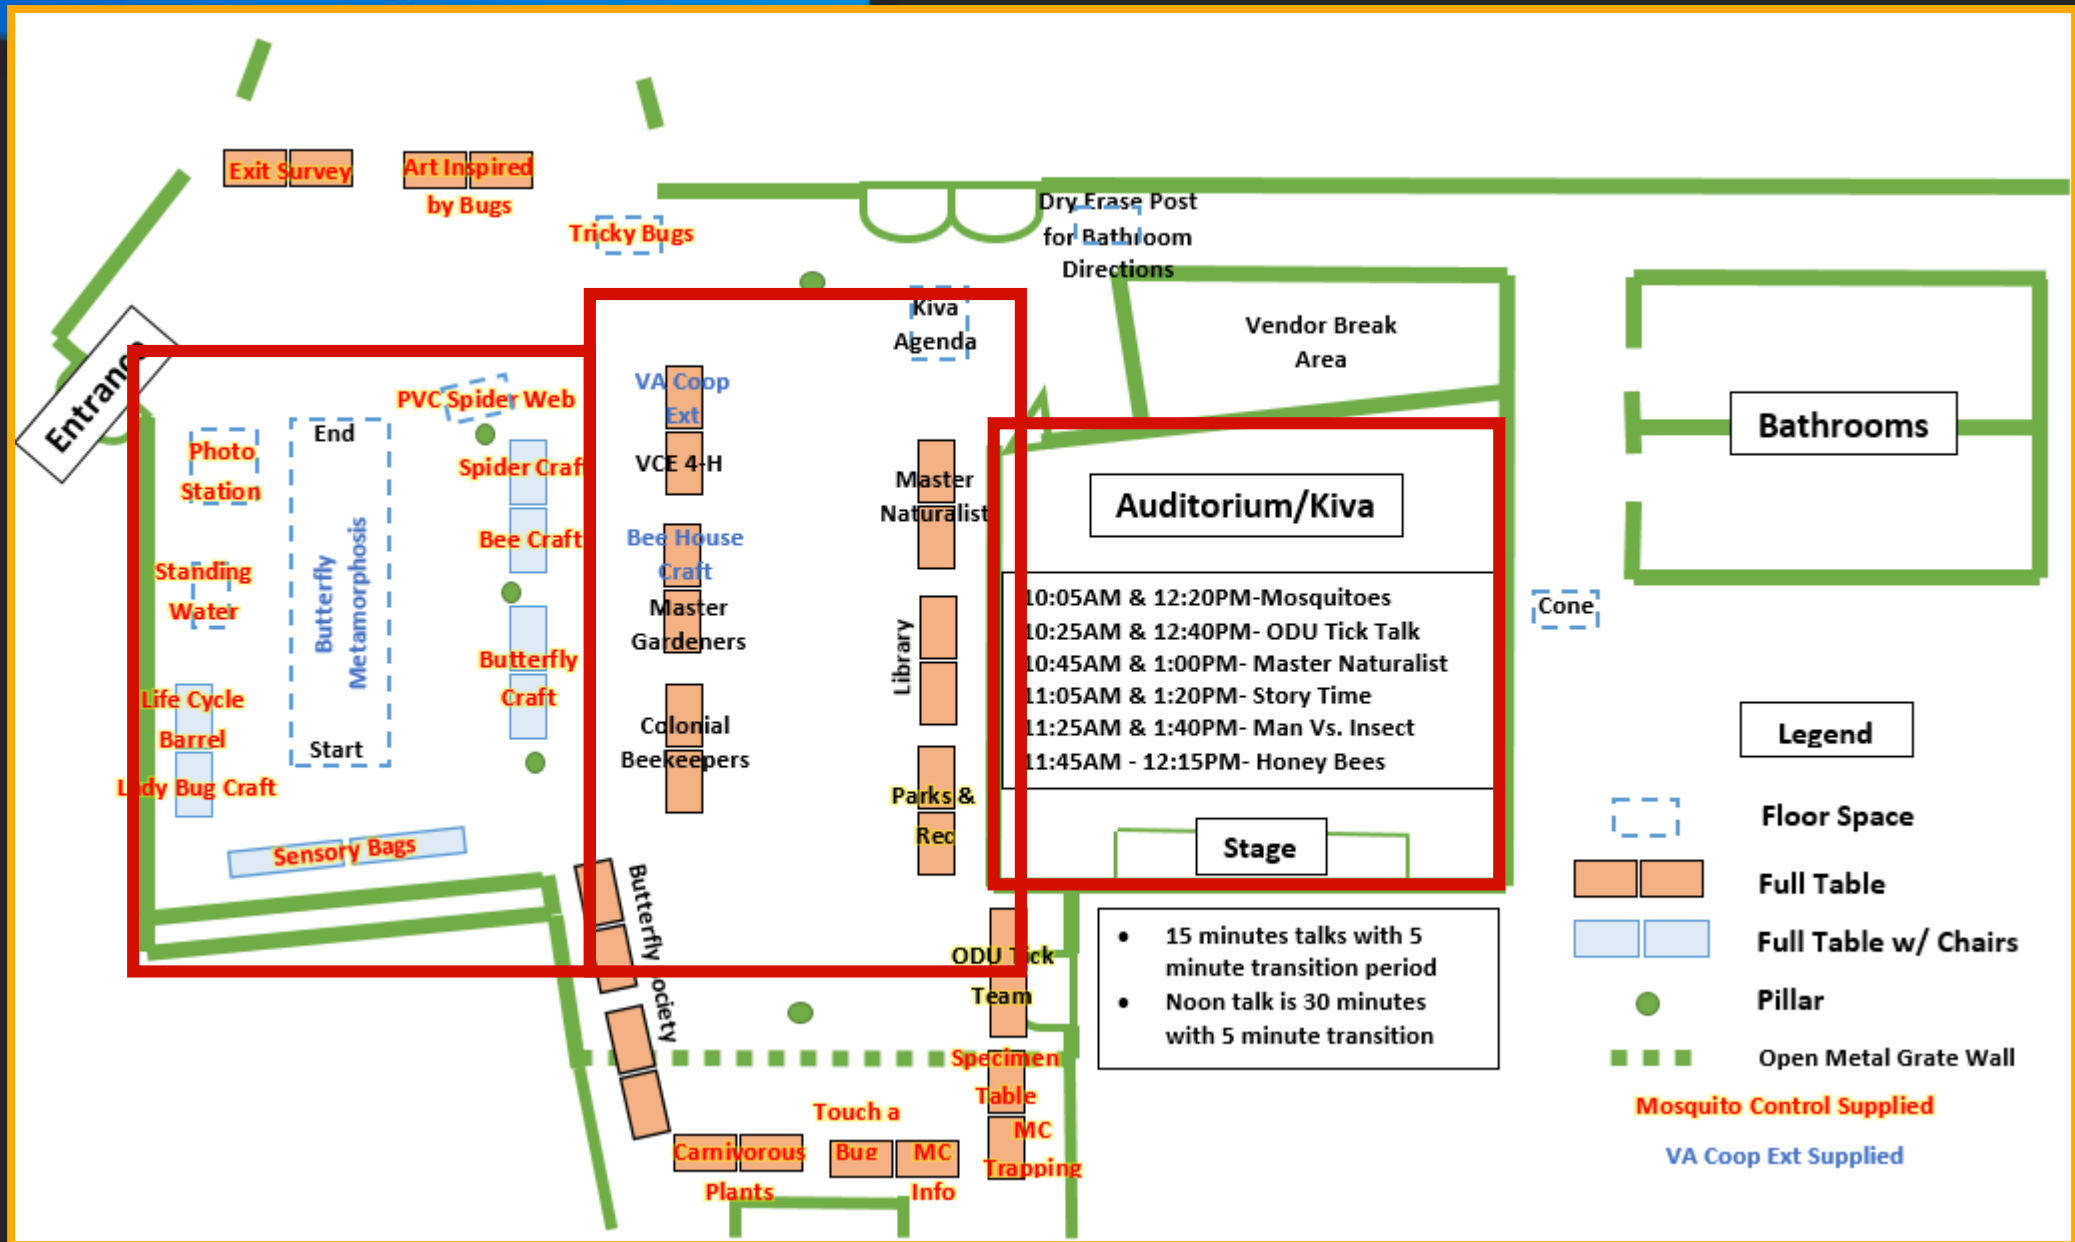 Exit Survey
Art Inspired
by Bugs
Tricky Bugs
Dry Erase Post
for Bathroom
Directions
Entrance
PVC Spider Web
Photo
Station
End
Butterfly
Metamorphosis
Start
Spider Craf
Bee Craft
Standing
Water
Butterfly
Craft
Life Cycle
Barrel
Lady Bug Craft
Sensory Bags
VA Coop
Ext
VCE 4-H
Bee House
Craft
Master
Gardeners
Colonial
Beekeepers
Kiva
Agenda
Master
Naturalist
Library
Parks &
Rec
Butterfly ociety
ODU Tick
Team
Specimen
Table
MC
Trapping
Touch a
Bug
MC
Info
Carnivorous
Plants
Vendor Break
Area
Auditorium/Kiva
10:05AM & 12:20PM-Mosquitoes
10:25AM & 12:40PM- ODU Tick Talk
10:45AM & 1:00PM- Master Naturalist
11:05AM & 1:20PM- Story Time
11:25AM & 1:40PM- Man Vs. Insect
11:45AM - 12:15PM- Honey Bees
Stage
• 15 minutes talks with 5
minute transition period
• Noon talk is 30 minutes
with 5 minute transition
Bathrooms
Cone
Legend
Floor Space
Full Table
Full Table w/ Chairs
Pillar
Open Metal Grate Wall
Mosquito Control Supplied
VA Coop Ext Supplied